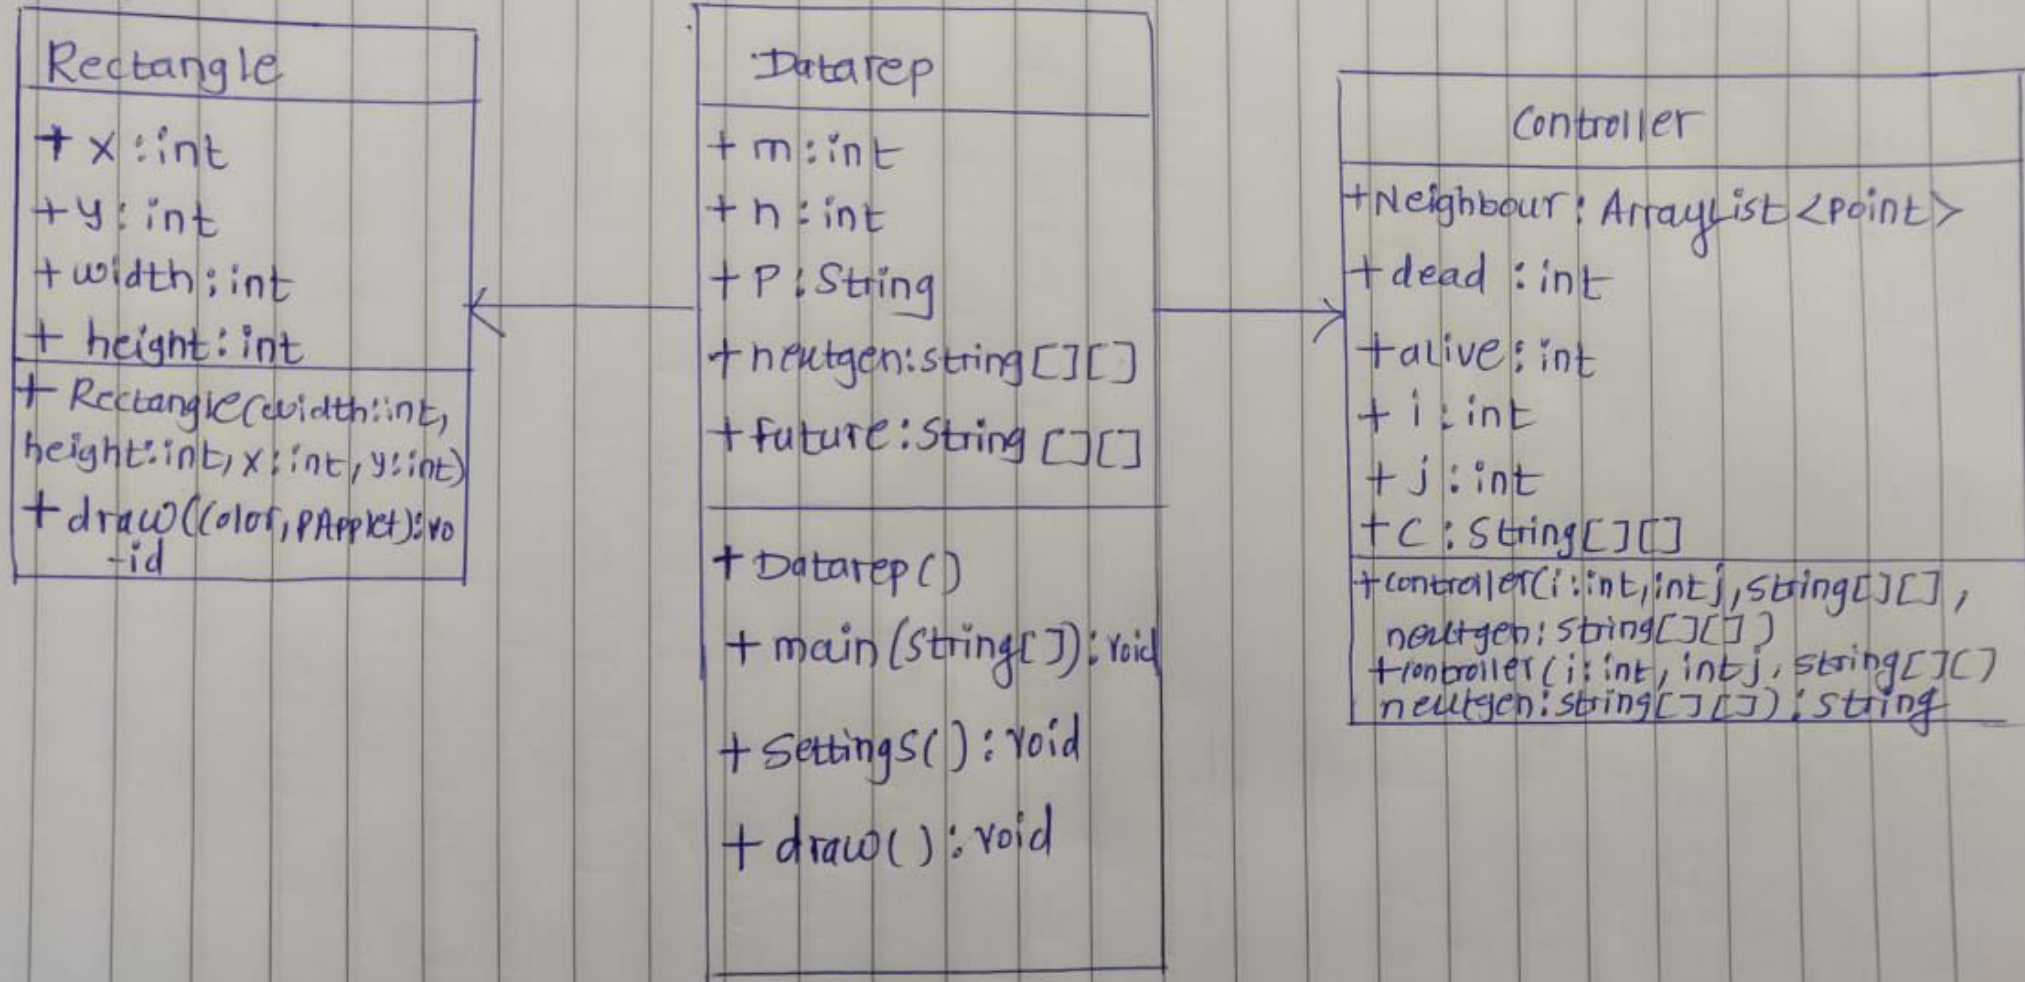 Rectangle
+ x : int
+ y : int
+ width : int
+ height : int
+ Rectangle(width:int,
height:int, x:int, y:int)
+ draw(Color, PApplet):vo
-id
Datarep
+ m : int
+ n : int
+ P : String
+ nextgen:string[][]
+ future:String [][]
+ Datarep()
+ main(String[]): void
+ Settings() : void
+ draw() : void
Controller
+Neighbour: ArrayList<point>
+ dead : int
+alive : int
+ i : int
+ j : int
+ C : String[][]
+controller(i:int,int j, string[][],
nextgen: string[][])
+controller(i: int, int j, string[][]
nextgen: string[][]) : string